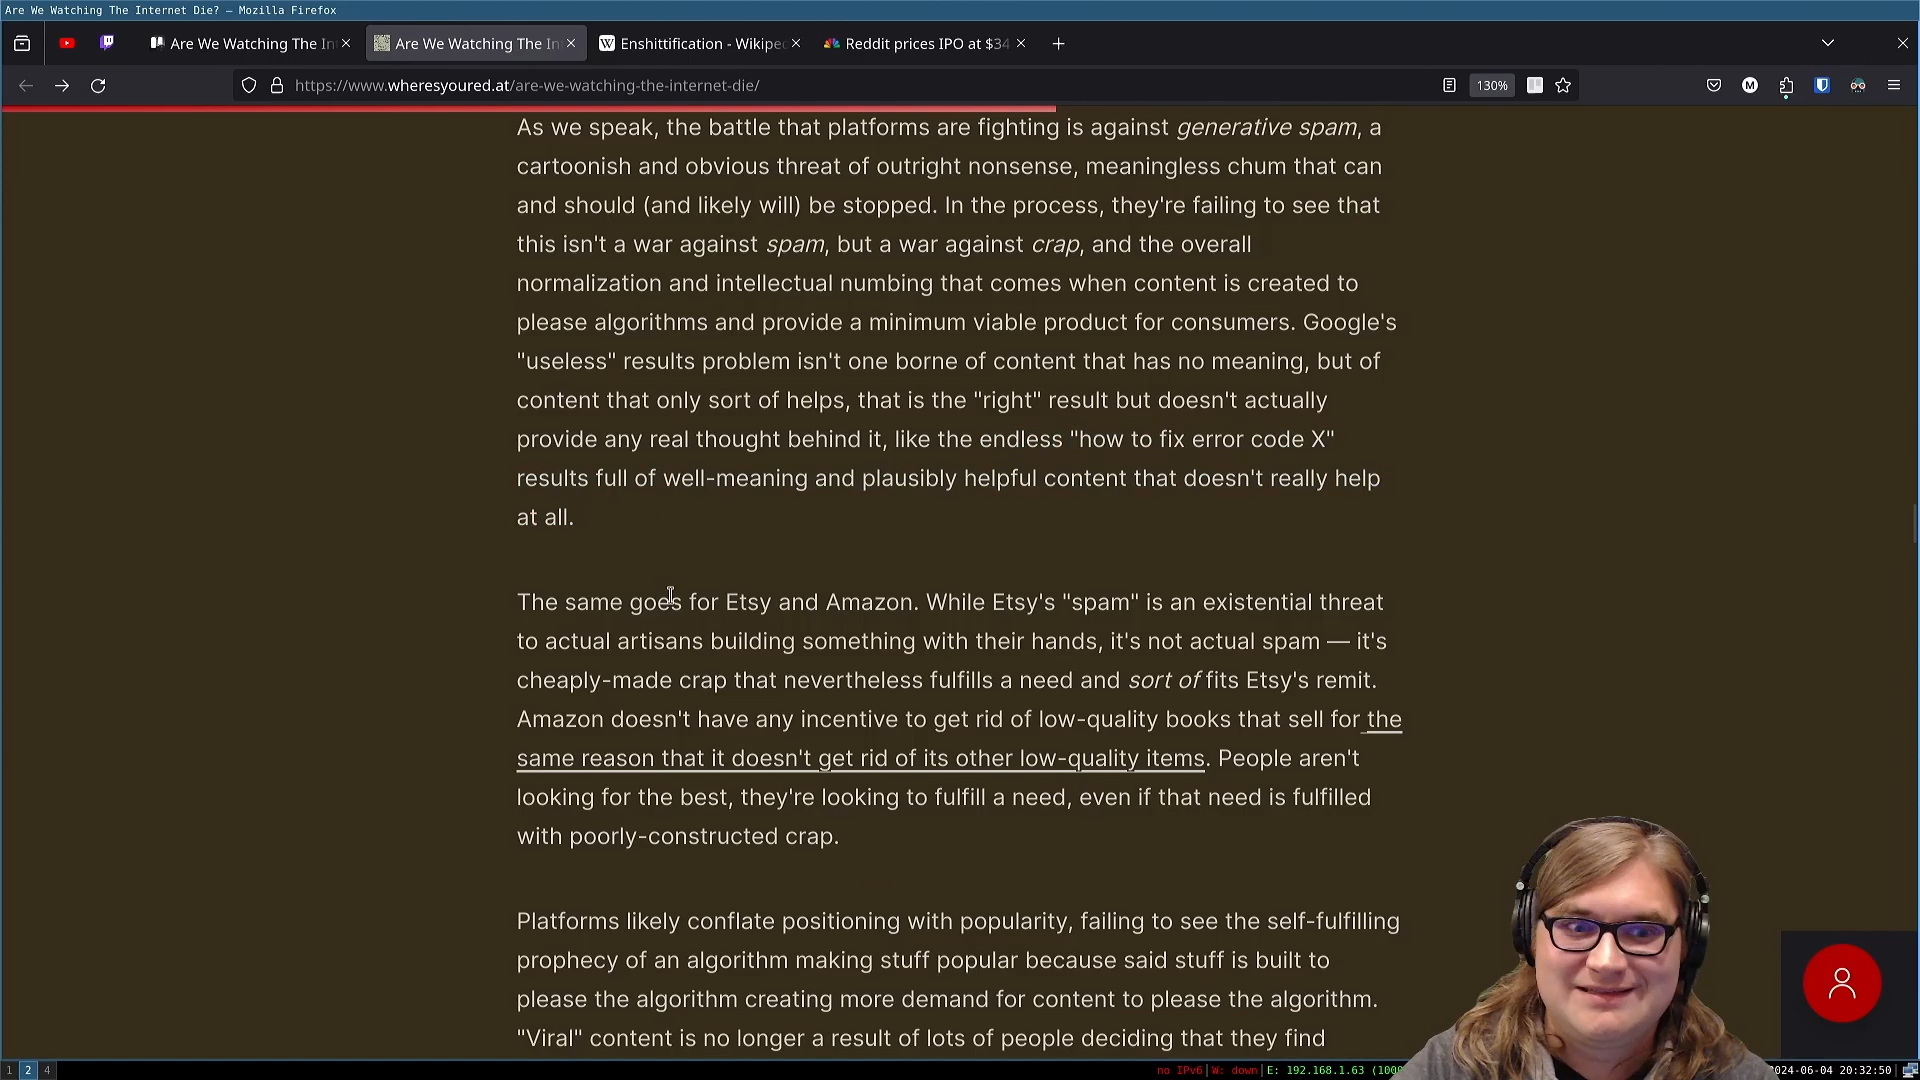 Are We Watching The Internet Die? — Mozilla Firefox
Are We Watching The In
Are We Watching The In
Enshittification - Wikiped
Reddit prices IPO at $34
https://www.wheresyoured.at/are-we-watching-the-internet-die/
130%
As we speak, the battle that platforms are fighting is against generative spam, a
cartoonish and obvious threat of outright nonsense, meaningless chum that can
and should (and likely will) be stopped. In the process, they're failing to see that
this isn't a war against spam, but a war against crap, and the overall
normalization and intellectual numbing that comes when content is created to
please algorithms and provide a minimum viable product for consumers. Google's
"useless" results problem isn't one borne of content that has no meaning, but of
content that only sort of helps, that is the "right" result but doesn't actually
provide any real thought behind it, like the endless "how to fix error code X"
results full of well-meaning and plausibly helpful content that doesn't really help
at all.
The same goes for Etsy and Amazon. While Etsy's "spam" is an existential threat
to actual artisans building something with their hands, it's not actual spam — it's
cheaply-made crap that nevertheless fulfills a need and sort of fits Etsy's remit.
Amazon doesn't have any incentive to get rid of low-quality books that sell for the
same reason that it doesn't get rid of its other low-quality items. People aren't
looking for the best, they're looking to fulfill a need, even if that need is fulfilled
with poorly-constructed crap.
Platforms likely conflate positioning with popularity, failing to see the self-fulfilling
prophecy of an algorithm making stuff popular because said stuff is built to
please the algorithm creating more demand for content to please the algorithm.
"Viral" content is no longer a result of lots of people deciding that they find
1 2 4
no IPv6 | W: down | E: 192.168.1.63 (1000
2024-06-04 20:32:50